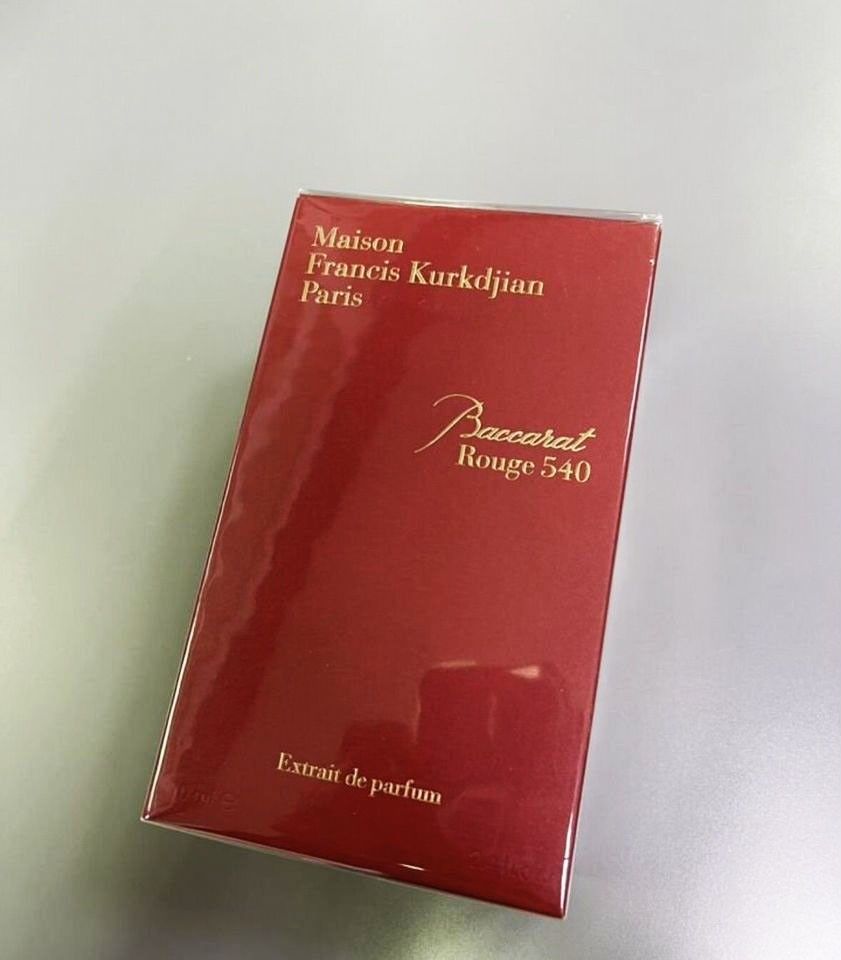 Maison
Francis Kurkdjian
Paris
Baccarat
Rouge 540
Extrait de parfum